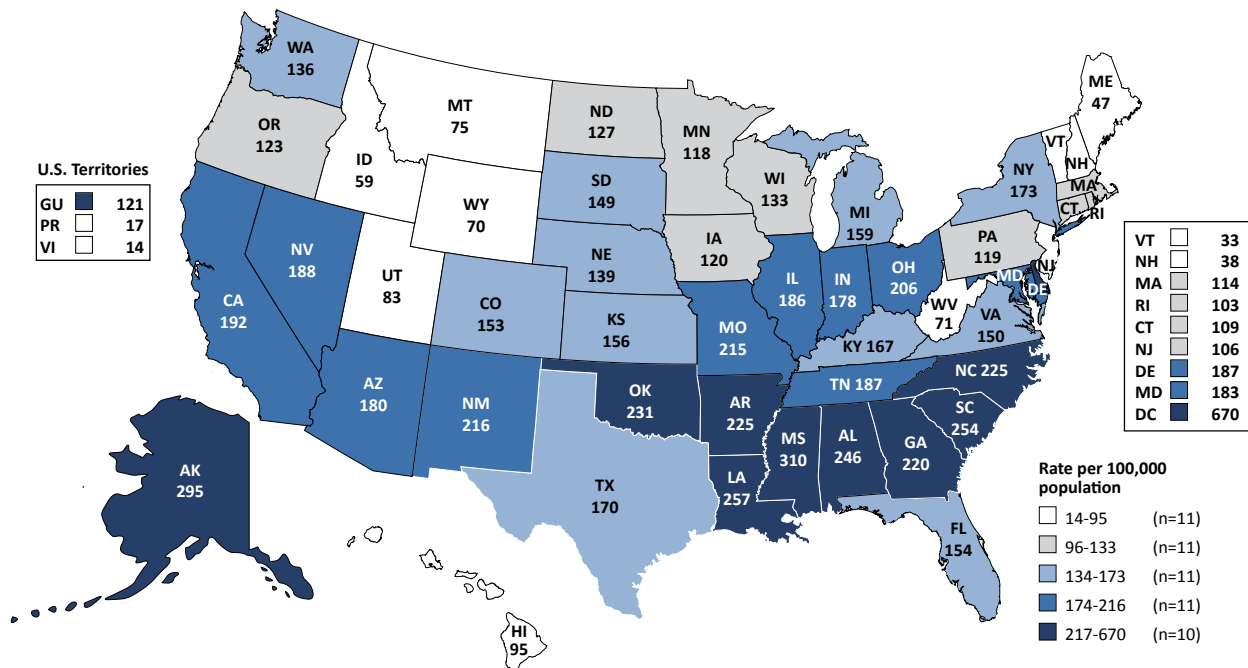 WA
136
OR
123
MT
75
ID
59
WY
70
ND
127
MN
118
SD
149
WI
133
MI
159
NE
139
IA
120
NV
188
UT
83
CA
192
CO
153
KS
156
MO
215
IL
186
IN
178
OH
206
PA
119
NY
173
ME
47
VT
NH
MA
CT
RI
NJ
MD
DE
WV
71
VA
150
KY 167
TN 187
NC 225
SC
254
AZ
180
NM
216
OK
231
AR
225
MS
310
AL
246
GA
220
LA
257
TX
170
FL
154
AK
295
HI
95
U.S. Territories
GU 121
PR 17
VI 14
VT 33
NH 38
MA 114
RI 103
CT 109
NJ 106
DE 187
MD 183
DC 670
Rate per 100,000
population
14-95 (n=11)
96-133 (n=11)
134-173 (n=11)
174-216 (n=11)
217-670 (n=10)